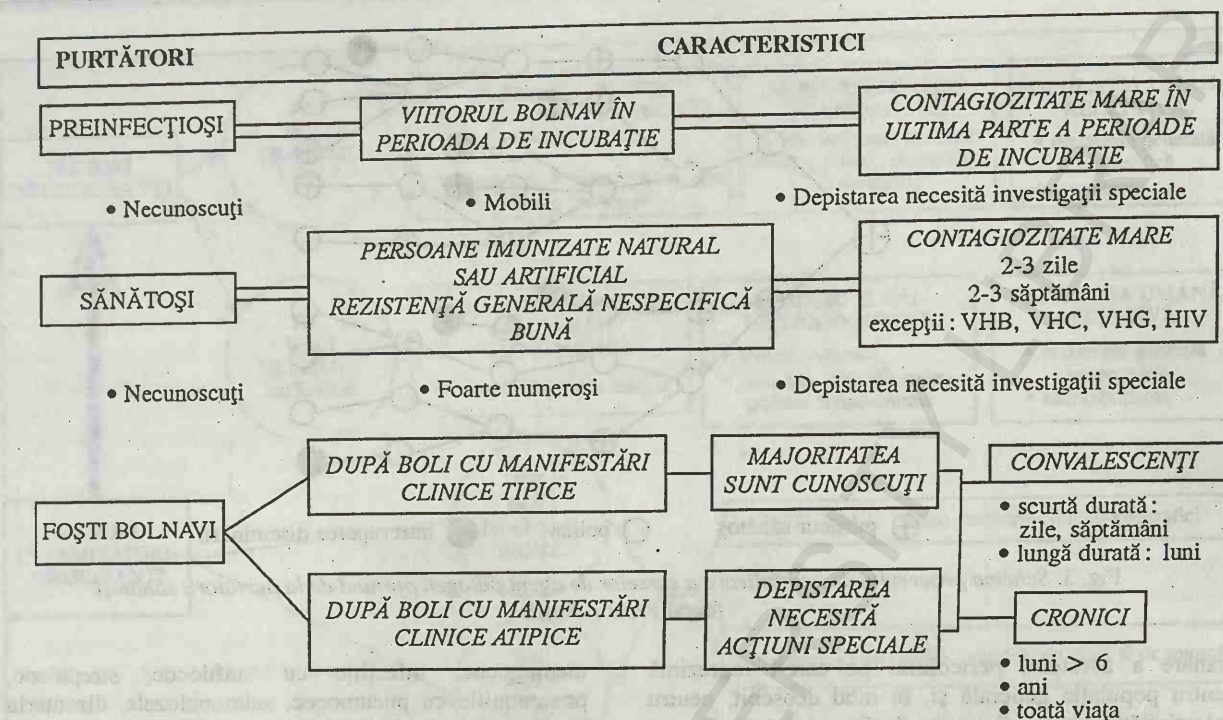 PURTĂTORI
CARACTERISTICI
PREINFECŢIOŞI
VIITORUL BOLNAV ÎN
PERIOADA DE INCUBAŢIE
CONTAGIOZITATE MARE ÎN
ULTIMA PARTE A PERIOADE
DE INCUBAŢIE
• Necunoscuţi
• Mobili
• Depistarea necesită investigaţii speciale
SĂNĂTOŞI
PERSOANE IMUNIZATE NATURAL
SAU ARTIFICIAL
REZISTENŢĂ GENERALĂ NESPECIFICĂ
BUNĂ
CONTAGIOZITATE MARE
2-3 zile
2-3 săptămâni
excepţii : VHB, VHC, VHG, HIV
• Necunoscuţi
• Foarte numeroşi
• Depistarea necesită investigaţii speciale
FOŞTI BOLNAVI
DUPĂ BOLI CU MANIFESTĂRI
CLINICE TIPICE
MAJORITATEA
SUNT CUNOSCUŢI
CONVALESCENŢI
• scurtă durată :
zile, săptămâni
• lungă durată : luni
DUPĂ BOLI CU MANIFESTĂRI
CLINICE ATIPICE
DEPISTAREA
NECESITĂ
ACŢIUNI SPECIALE
CRONICI
• luni > 6
• ani
• toată viaţa